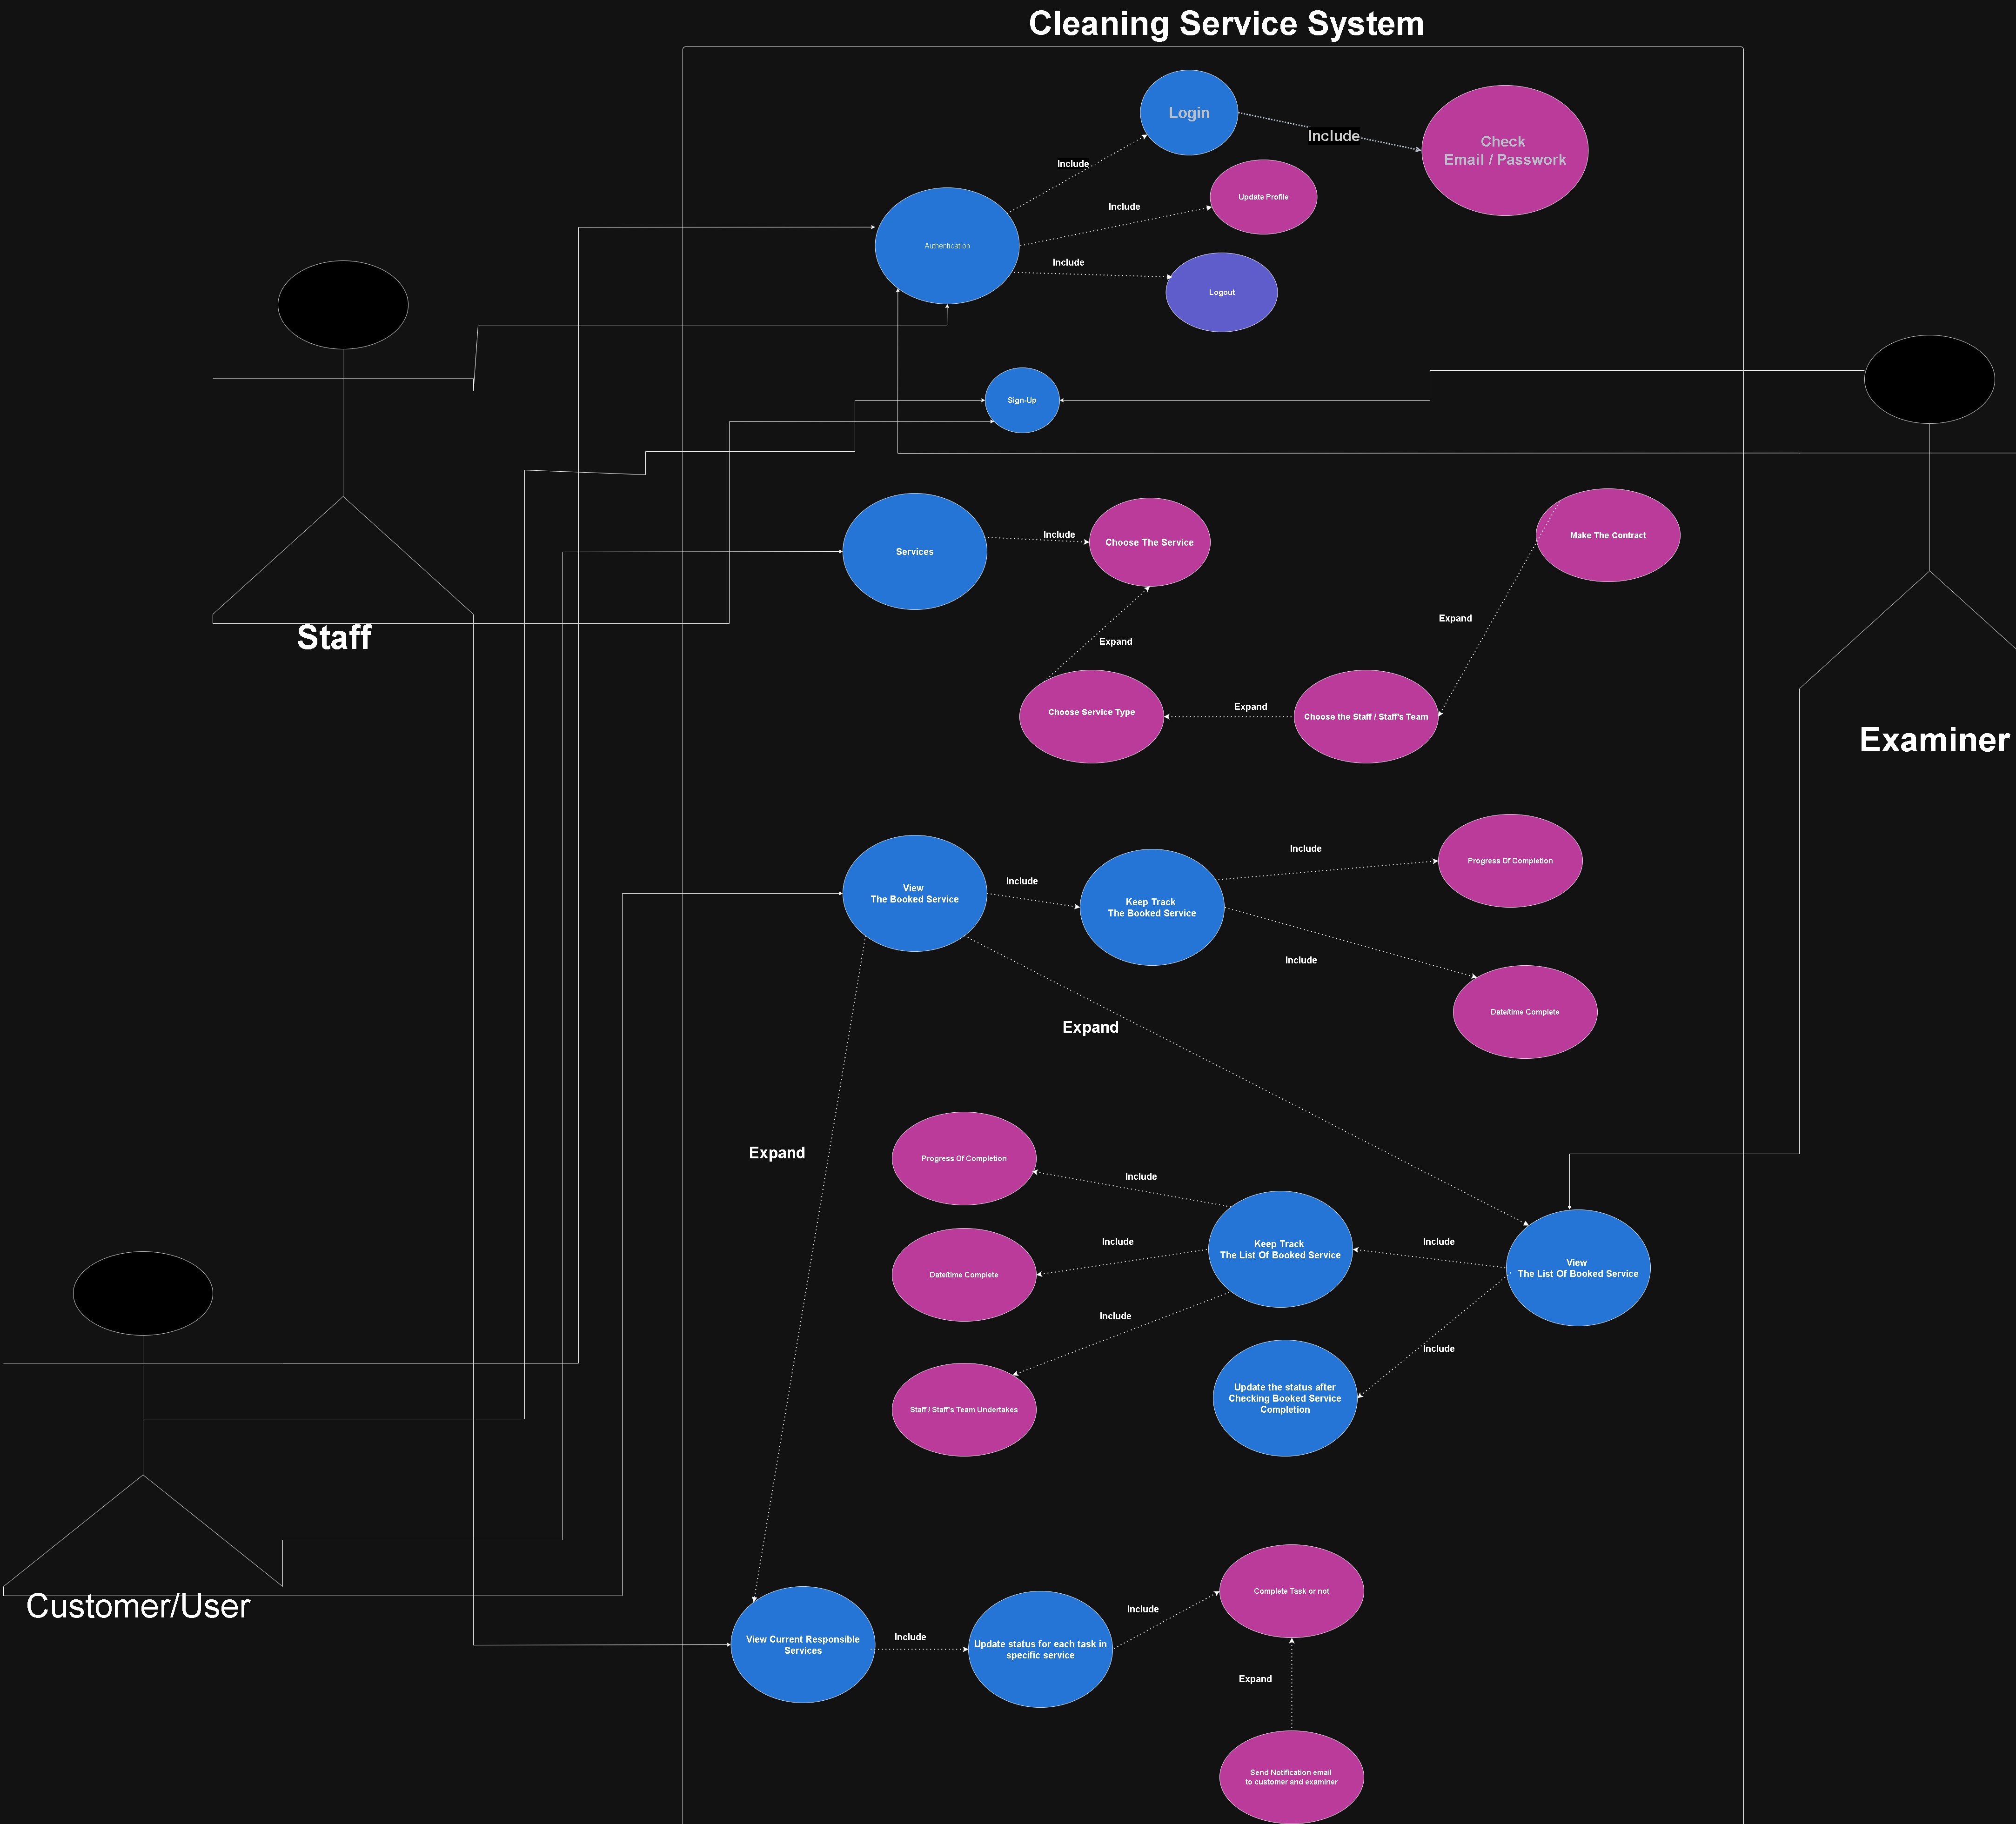 Cleaning Service System
Login
Include
Check
Email / Passwork
Include
Update Profile
Include
Authentication
Include
Logout
Sign-Up
Staff
Services
Include
Choose The Service
Make The Contract
Expand
Expand
Choose Service Type
Expand
Choose the Staff / Staff's Team
Examiner
View
The Booked Service
Include
Keep Track
The Booked Service
Include
Progress Of Completion
Include
Date/time Complete
Expand
Expand
Progress Of Completion
Include
Keep Track
The List Of Booked Service
Include
Include
View
The List Of Booked Service
Date/time Complete
Include
Include
Update the status after
Checking Booked Service
Completion
Staff / Staff's Team Undertakes
Customer/User
View Current Responsible
Services
Include
Update status for each task in
specific service
Include
Complete Task or not
Expand
Send Notification email
to customer and examiner